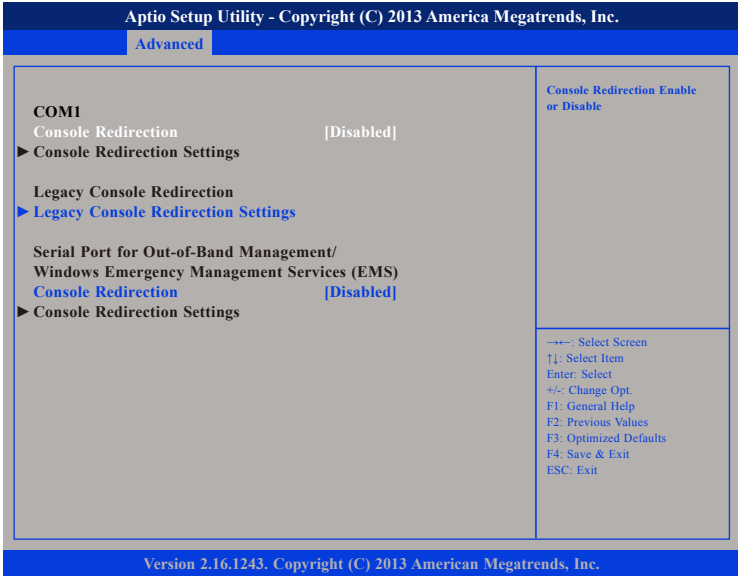 Aptio Setup Utility - Copyright (C) 2013 America Megatrends, Inc.
Advanced
COM1
Console Redirection [Disabled]
► Console Redirection Settings
Legacy Console Redirection
► Legacy Console Redirection Settings
Serial Port for Out-of-Band Management/
Windows Emergency Management Services (EMS)
Console Redirection [Disabled]
► Console Redirection Settings
Console Redirection Enable
or Disable
→←: Select Screen
↑↓: Select Item
Enter: Select
+/-: Change Opt.
F1: General Help
F2: Previous Values
F3: Optimized Defaults
F4: Save & Exit
ESC: Exit
Version 2.16.1243. Copyright (C) 2013 American Megatrends, Inc.